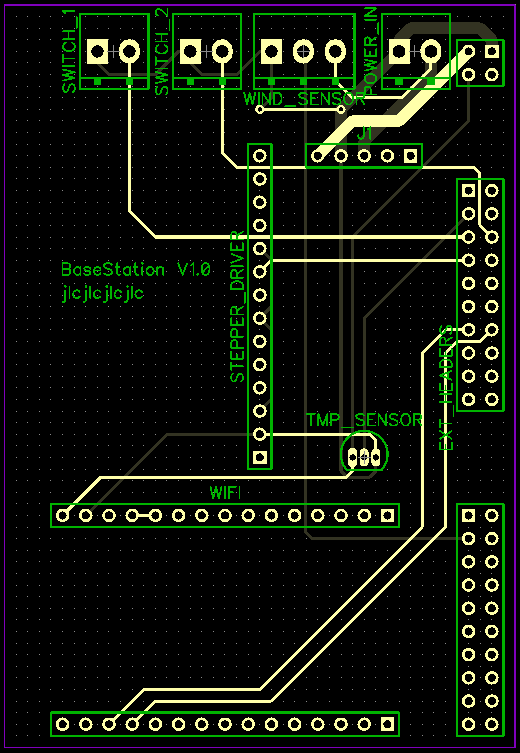 SWITCH_1
SWITCH_2
POWER_IN
WIND_SENSOR
J1
STEPPER_DRIVER
BaseStation V1.0
jlcjlcjlcjlc
EXT_HEADERS
TMP_SENSOR
WIFI